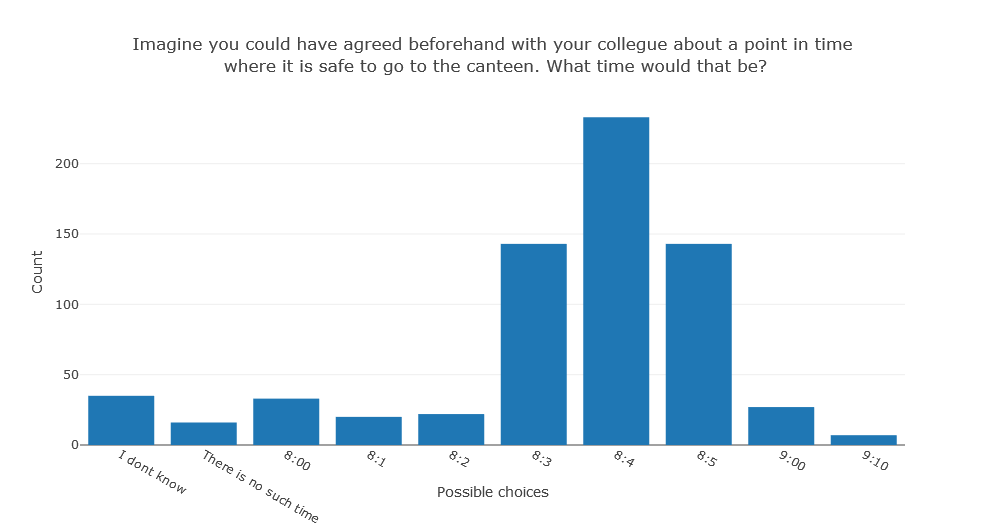 Imagine you could have agreed beforehand with your collegue about a point in time
where it is safe to go to the canteen. What time would that be?
200
150
100
50
0
Count
I dont know
There is no such time
8:00
8:1
8:2
8:3
8:4
8:5
9:00
9:10
Possible choices